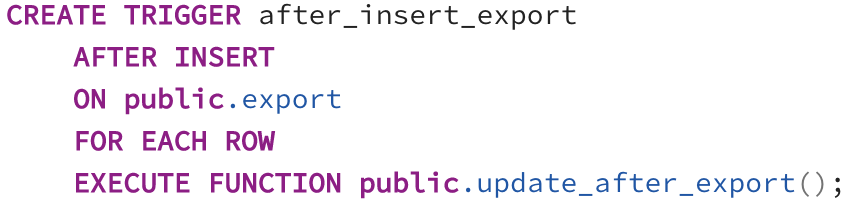 CREATE TRIGGER after_insert_export
    AFTER INSERT
    ON public.export
    FOR EACH ROW
    EXECUTE FUNCTION public.update_after_export();